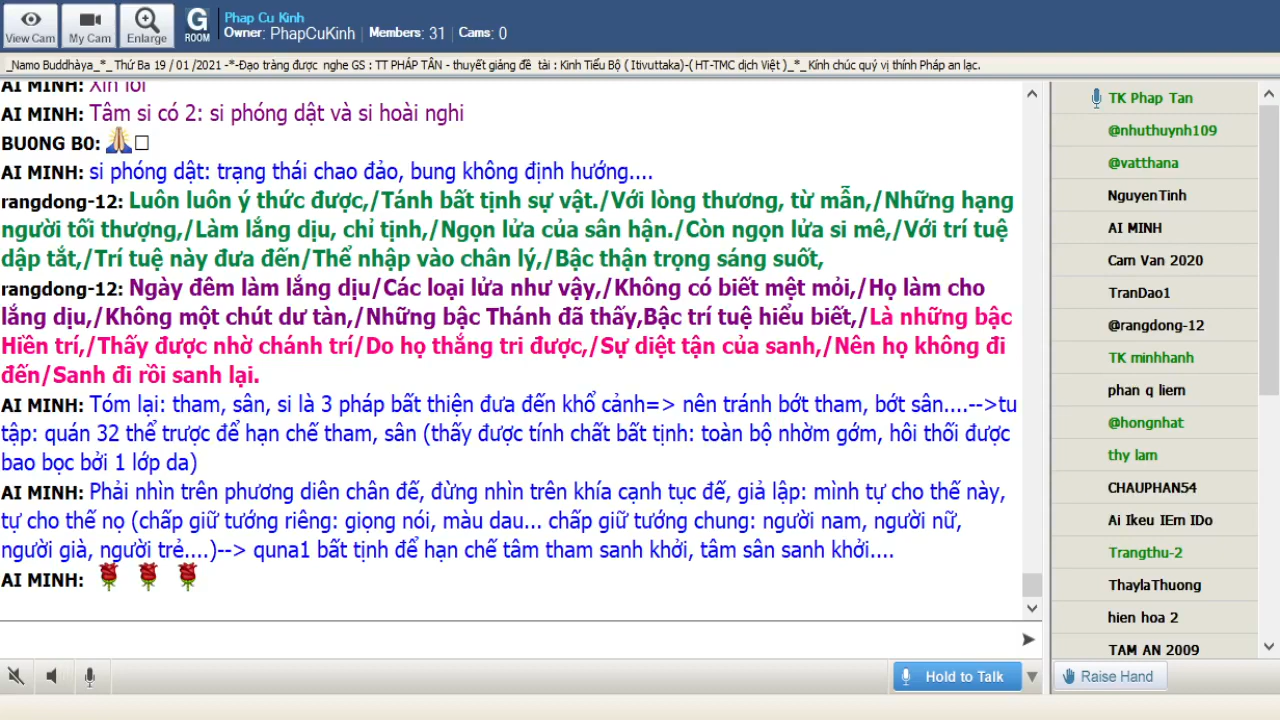 View Cam
My Cam
Enlarge
G
ROOM
Phap Cu Kinh
Owner: PhapCuKinh | Members: 31 | Cams: 0
_Namo Buddhàya_*_ Thứ Ba 19 / 01 /2021 -*-Đạo tràng được nghe GS : TT PHÁP TÂN - thuyết giảng đề tài : Kinh Tiểu Bộ ( Itivuttaka)-( HT-TMC dịch Việt )_*_ Kính chúc quý vị thính Pháp an lạc.
AI MINH: Xin lỗi
AI MINH: Tâm si có 2: si phóng dật và si hoài nghi
BU0NG B0:
AI MINH: si phóng dật: trạng thái chao đảo, bung không định hướng....
rangdong-12: Luôn luôn ý thức được,/Tánh bất tịnh sự vật./Với lòng thương, từ mẫn,/Những hạng
người tối thượng,/Làm lắng dịu, chỉ tịnh,/Ngọn lửa của sân hận./Còn ngọn lửa si mê,/Với trí tuệ
dập tắt,/Trí tuệ này đưa đến/Thể nhập vào chân lý,/Bậc thận trọng sáng suốt,
rangdong-12: Ngày đêm làm lắng dịu/Các loại lửa như vậy,/Không có biết mệt mỏi,/Họ làm cho
lắng dịu,/Không một chút dư tàn,/Những bậc Thánh đã thấy,Bậc trí tuệ hiểu biết,/Là những bậc
Hiền trí,/Thấy được nhờ chánh trí/Do họ thắng tri được,/Sự diệt tận của sanh,/Nên họ không đi
đến/Sanh đi rồi sanh lại.
AI MINH: Tóm lại: tham, sân, si là 3 pháp bất thiện đưa đến khổ cảnh=> nên tránh bớt tham, bớt sân....-->tu
tập: quán 32 thể trược để hạn chế tham, sân (thấy được tính chất bất tịnh: toàn bộ nhờm gớm, hôi thối được
bao bọc bởi 1 lớp da)
AI MINH: Phải nhìn trên phương diên chân đế, đừng nhìn trên khía cạnh tục đế, giả lập: mình tự cho thế này,
tự cho thế nọ (chấp giữ tướng riêng: giọng nói, màu dau... chấp giữ tướng chung: người nam, người nữ,
người già, người trẻ....)--> quna1 bất tịnh để hạn chế tâm tham sanh khởi, tâm sân sanh khởi....
AI MINH:
TK Phap Tan
@nhuthuynh109
@vatthana
NguyenTinh
AI MINH
Cam Van 2020
TranDao1
@rangdong-12
TK minhhanh
phan q liem
@hongnhat
thy lam
CHAUPHAN54
Ai Ikeu IEm IDo
Trangthu-2
ThaylaThuong
hien hoa 2
TAM AN 2009
Hold to Talk
Raise Hand